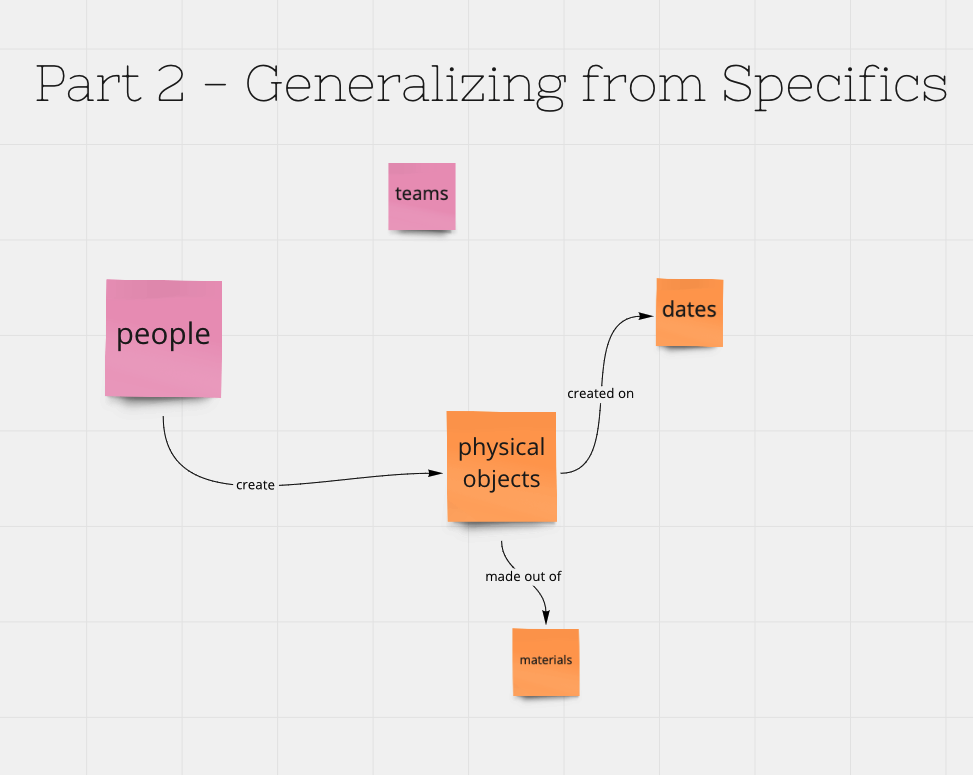 Part 2 – Generalizing from Specifics
teams
people
dates
created on
physical
objects
create
made out of
materials